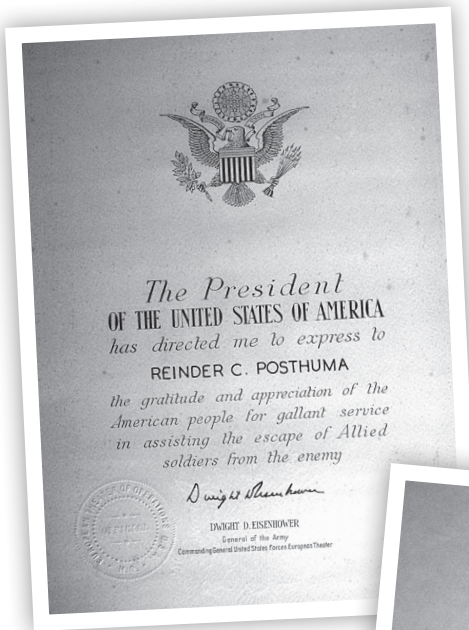 The President
OF THE UNITED STATES OF AMERICA
has directed me to express to
REINDER C. POSTHUMA
the gratitude and appreciation of the
American people for gallant service
in assisting the escape of Allied
soldiers from the enemy
Dwight D Eisenhower
DWIGHT D. EISENHOWER
General of the Army
Commanding General United States Forces European Theater